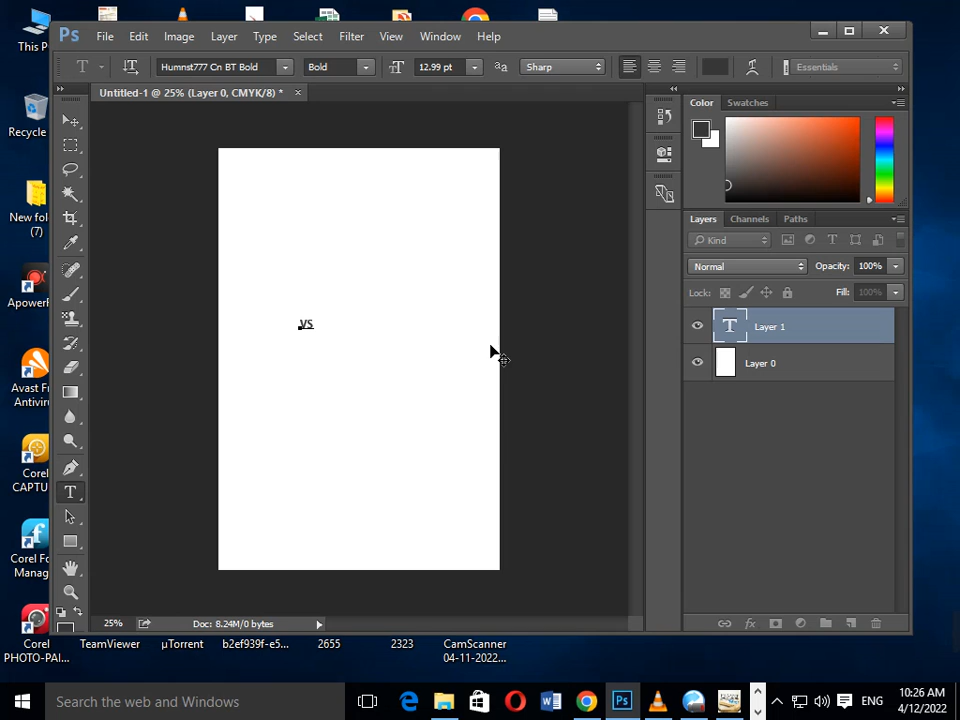 This P
Recycle
New fol
(7)
ApowerR
Avast Fr
Antiviru
Corel
CAPTU
Corel Fo
Manag
Corel
PHOTO-PAI...
Ps
File
Edit
Image
Layer
Type
Select
Filter
View
Window
Help
T
Humnst777 Cn BT Bold
Bold
12.99 pt
Sharp
Essentials
Untitled-1 @ 25% (Layer 0, CMYK/8) *
VS
Color
Swatches
Layers
Channels
Paths
Kind
Normal
Opacity:
100%
Lock:
Fill:
100%
T
Layer 1
Layer 0
fx
25%
Doc: 8.24M/0 bytes
TeamViewer
µTorrent
b2ef939f-e5...
2655
2323
CamScanner
04-11-2022...
Search the web and Windows
ENG
10:26 AM
4/12/2022